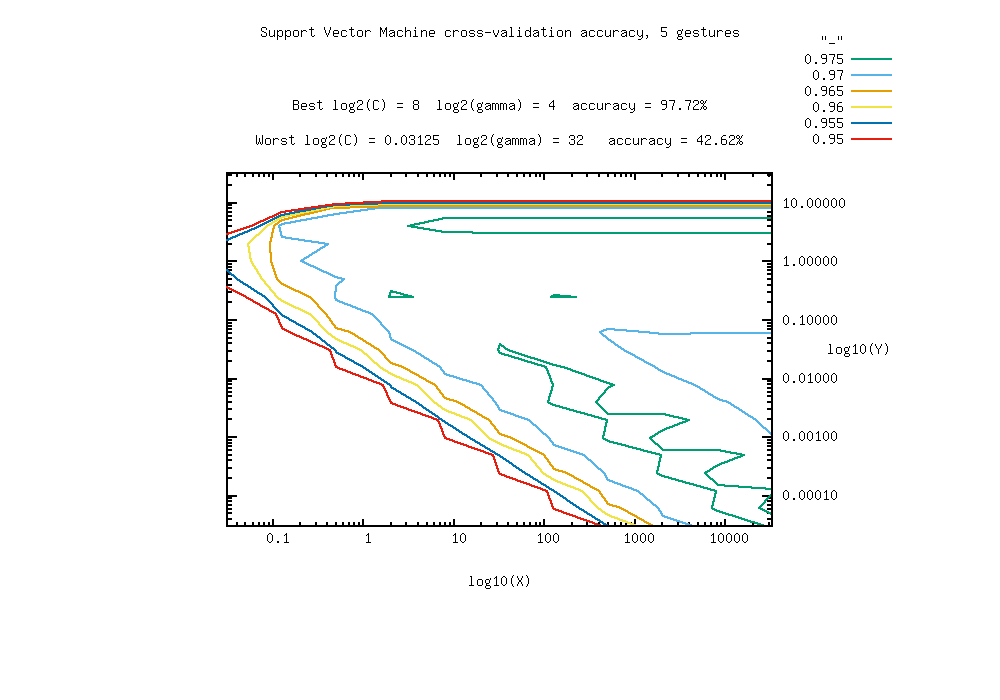 Support Vector Machine cross-validation accuracy, 5 gestures
"_"
0.975
0.97
0.965
0.96
0.955
0.95
Best log2(C) = 8 log2(gamma) = 4 accuracy = 97.72%
Worst log2(C) = 0.03125 log2(gamma) = 32 accuracy = 42.62%
10.00000
1.00000
0.10000
log10(Y)
0.01000
0.00100
0.00010
0.1 1 10 100 1000 10000
log10(X)